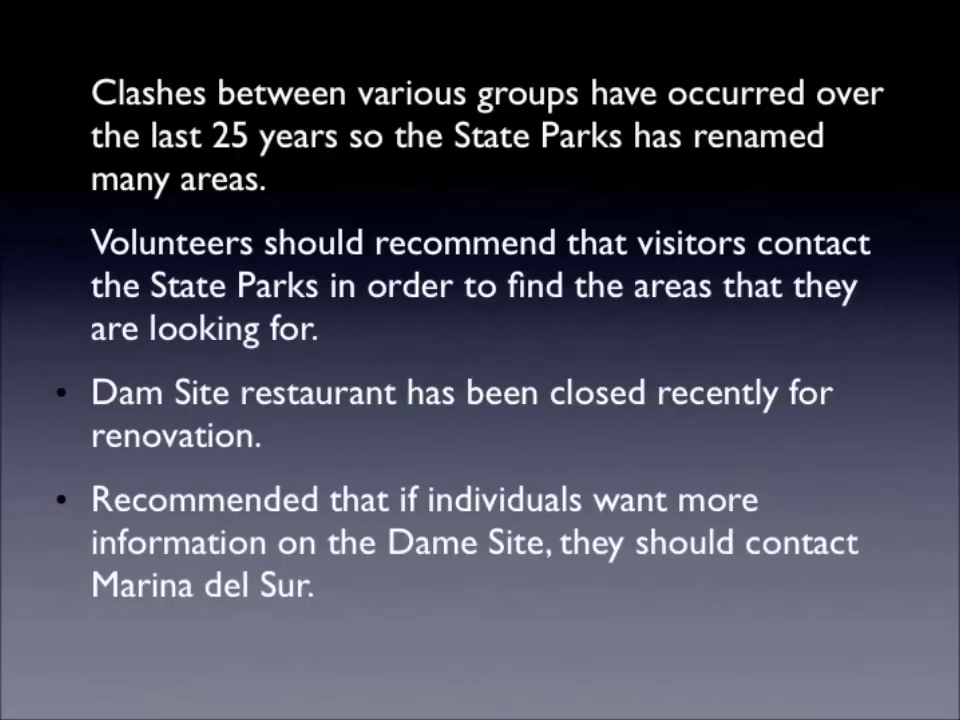 Clashes between various groups have occurred over
the last 25 years so the State Parks has renamed
many areas.
Volunteers should recommend that visitors contact
the State Parks in order to find the areas that they
are looking for.
• Dam Site restaurant has been closed recently for
renovation.
• Recommended that if individuals want more
information on the Dame Site, they should contact
Marina del Sur.